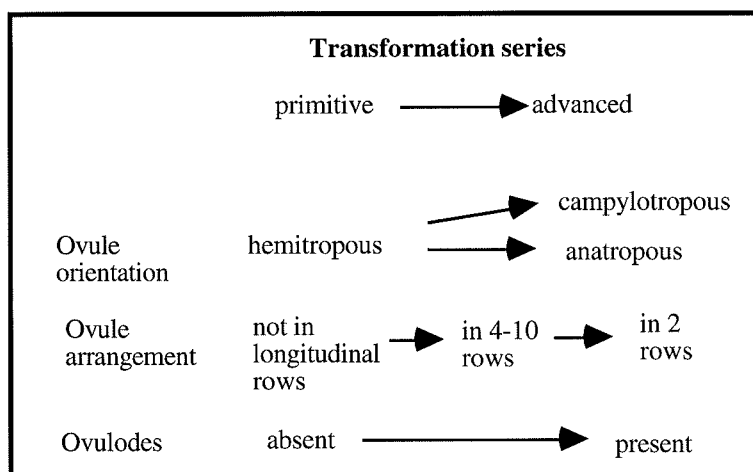 Transformation series
primitive advanced
campylotropous
Ovule hemitropous anatropous
orientation
Ovule not in in 4-10 in 2
arrangement longitudinal rows rows
rows
Ovulodes absent present